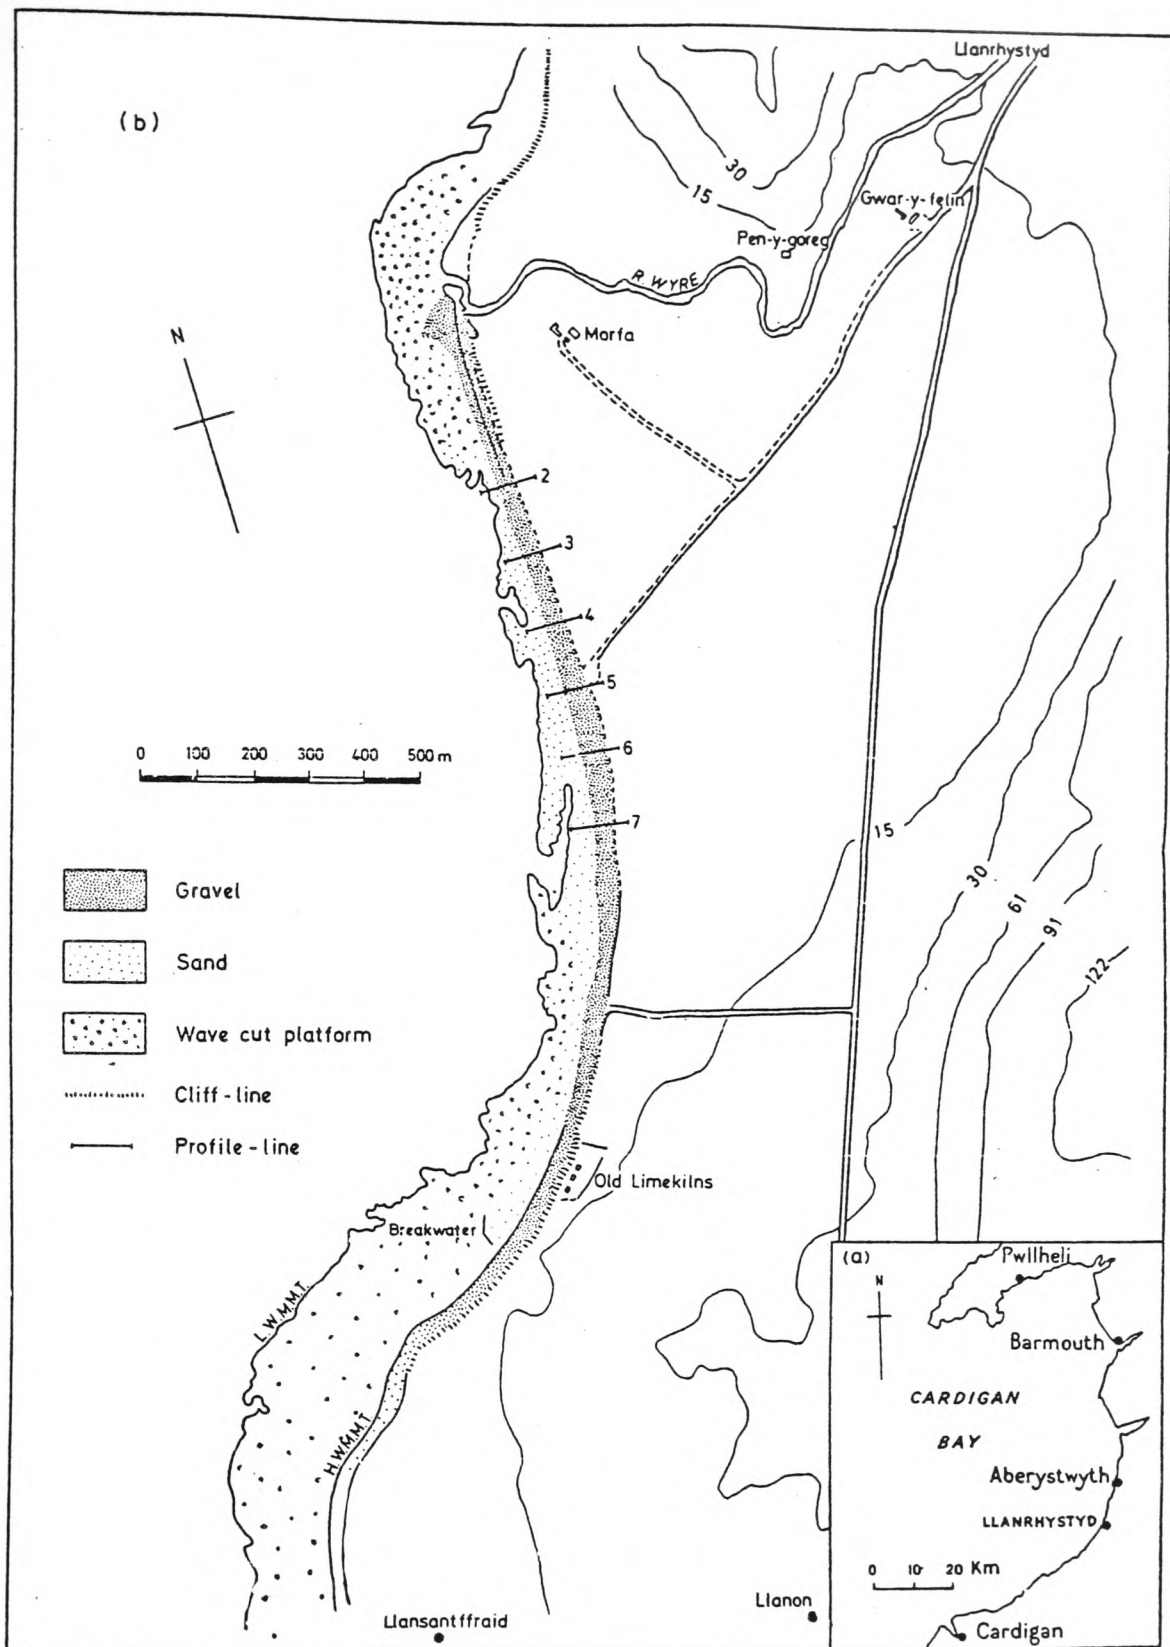 (b)
Llanrhystyd
30
15
Gwar-y-felin
Pen-y-goreg
R. WYRE
N
Morfa
2
3
4
5
6
7
0 100 200 300 400 500 m
15
30
61
91
122
Gravel
Sand
Wave cut platform
Cliff-line
Profile-line
Old Limekilns
Breakwater
L.W.M.M.T.
H.W.M.M.T.
Llansantffraid
Llanon
(a)
N
Pwllheli
Barmouth
CARDIGAN
BAY
Aberystwyth
LLANRHYSTYD
0 10 20 Km
Cardigan